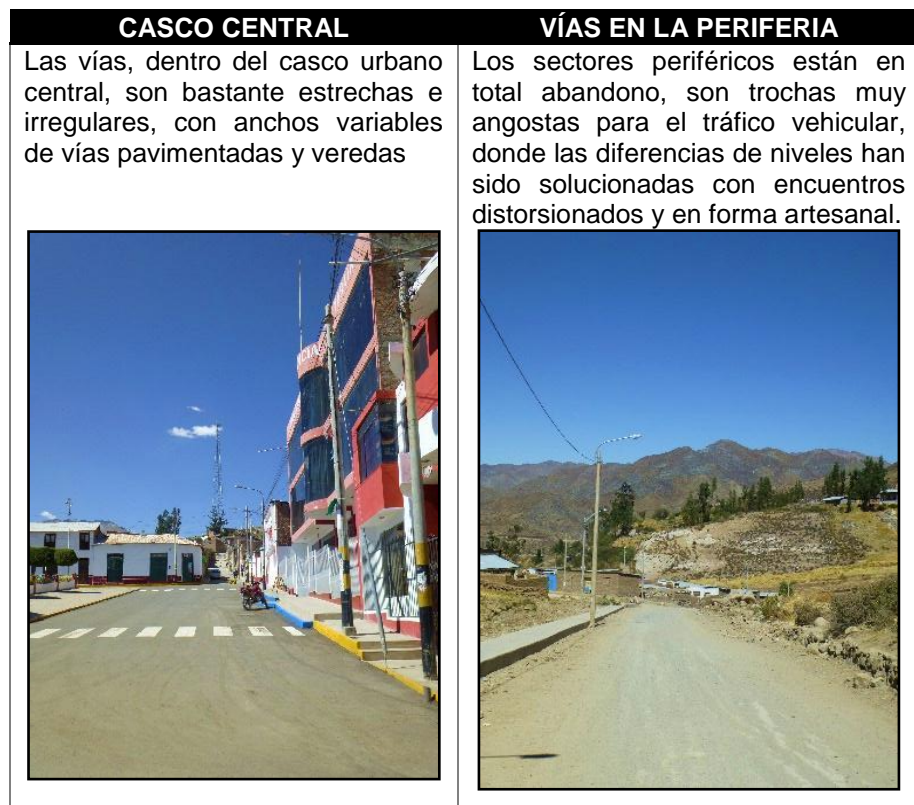 CASCO CENTRAL
Las vías, dentro del casco urbano
central, son bastante estrechas e
irregulares, con anchos variables
de vías pavimentadas y veredas
VÍAS EN LA PERIFERIA
Los sectores periféricos están en
total abandono, son trochas muy
angostas para el tráfico vehicular,
donde las diferencias de niveles han
sido solucionadas con encuentros
distorsionados y en forma artesanal.